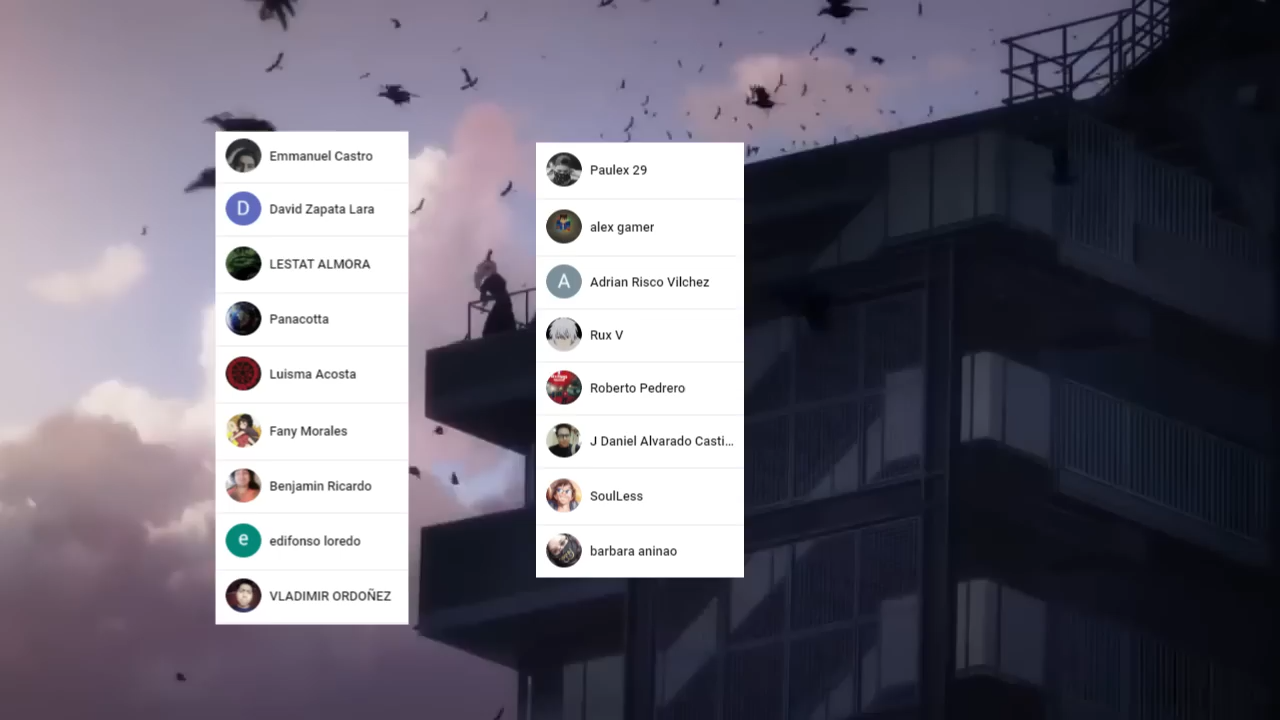 Emmanuel Castro
D
David Zapata Lara
LESTAT ALMORA
Panacotta
Luisma Acosta
Fany Morales
Benjamin Ricardo
e
edifonso loredo
VLADIMIR ORDOÑEZ
Paulex 29
alex gamer
A
Adrian Risco Vilchez
Rux V
Roberto Pedrero
J Daniel Alvarado Casti...
SoulLess
barbara aninao